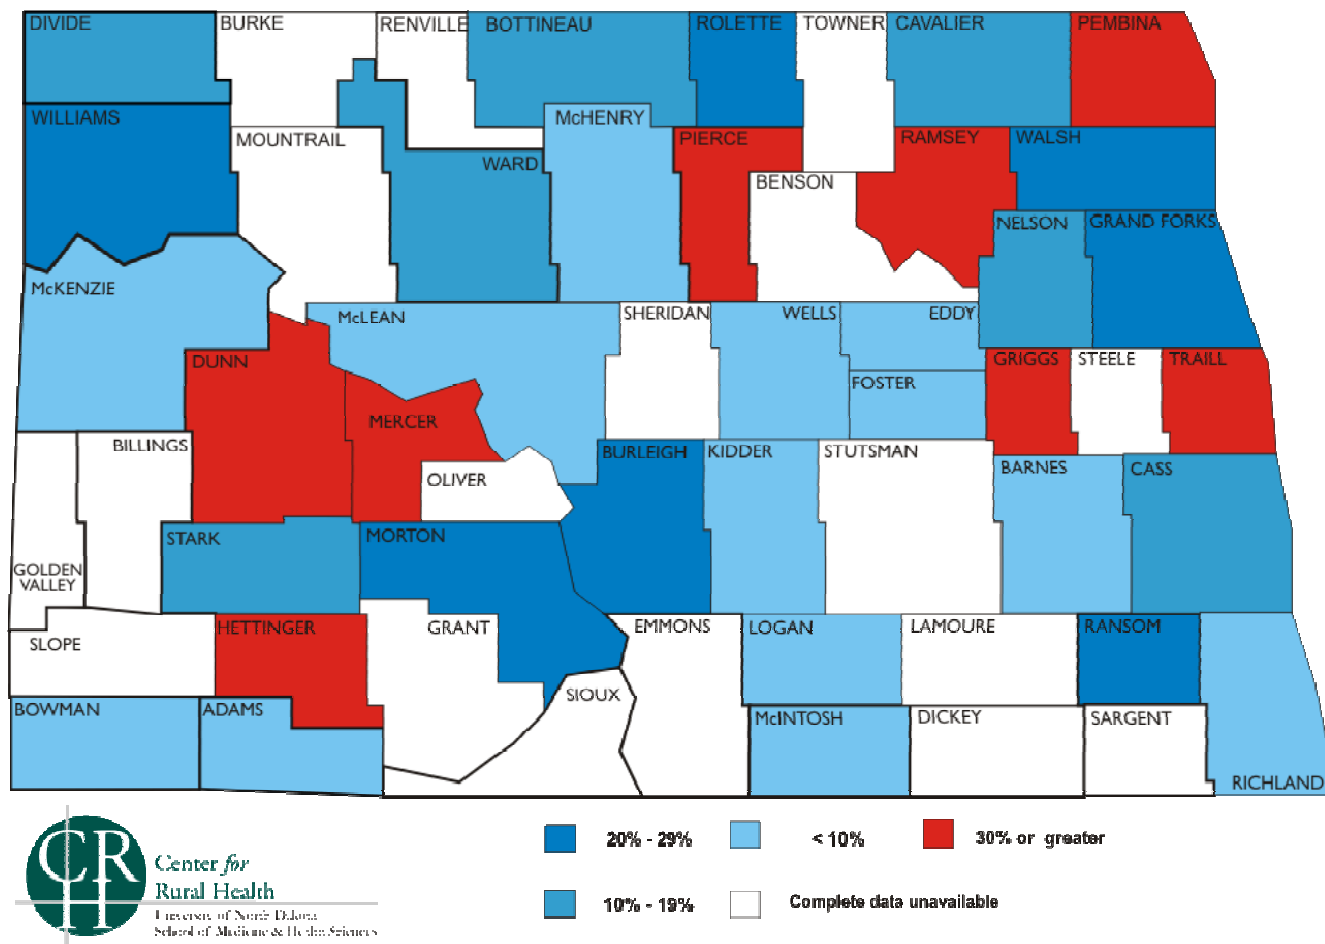 DIVIDE
BURKE
RENVILLE
BOTTINEAU
ROLETTE
TOWNER
CAVALIER
PEMBINA
WILLIAMS
MOUNTRAIL
WARD
McHENRY
PIERCE
BENSON
RAMSEY
WALSH
NELSON
GRAND FORKS
McKENZIE
DUNN
McLEAN
MERCER
OLIVER
SHERIDAN
WELLS
EDDY
FOSTER
GRIGGS
STEELE
TRAILL
BILLINGS
GOLDEN
VALLEY
STARK
MORTON
BURLEIGH
KIDDER
STUTSMAN
BARNES
CASS
SLOPE
HETTINGER
GRANT
SIOUX
EMMONS
LOGAN
LAMOURE
RANSOM
BOWMAN
ADAMS
McINTOSH
DICKEY
SARGENT
RICHLAND
20% - 29%
< 10%
30% or greater
10% - 19%
Complete data unavailable
CRH
Center for
Rural Health
University of North Dakota
School of Medicine & Health Sciences